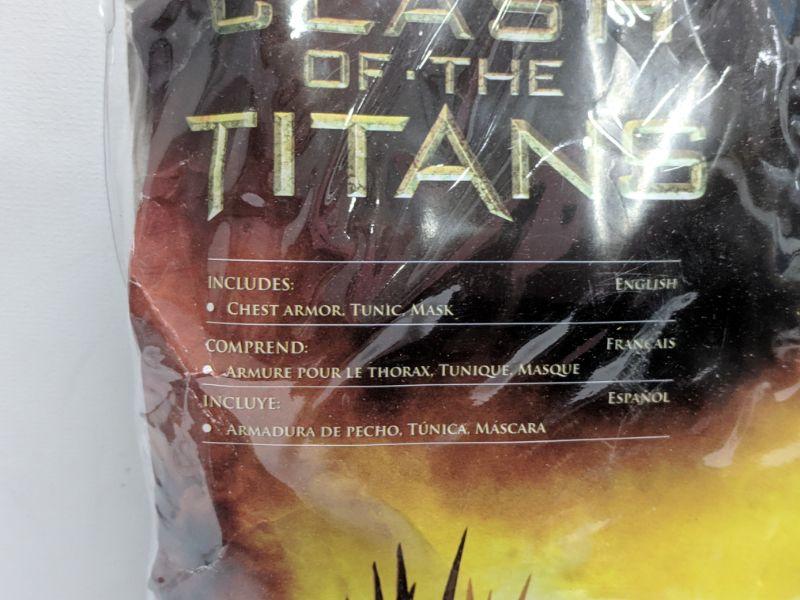 CLASH
OF·THE
TITANS
INCLUDES: ENGLISH
• CHEST ARMOR, TUNIC, MASK
COMPREND: FRANÇAIS
• ARMURE POUR LE THORAX, TUNIQUE, MASQUE
INCLUYE: ESPAÑOL
• ARMADURA DE PECHO, TÚNICA, MÁSCARA